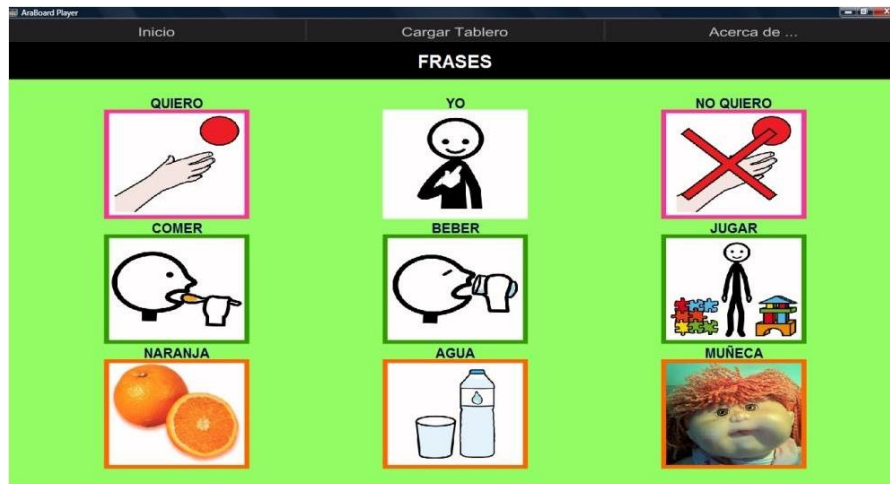 AraBoard Player
Inicio Cargar Tablero Acerca de ...
FRASES
QUIERO YO NO QUIERO
COMER BEBER JUGAR
NARANJA AGUA MUÑECA